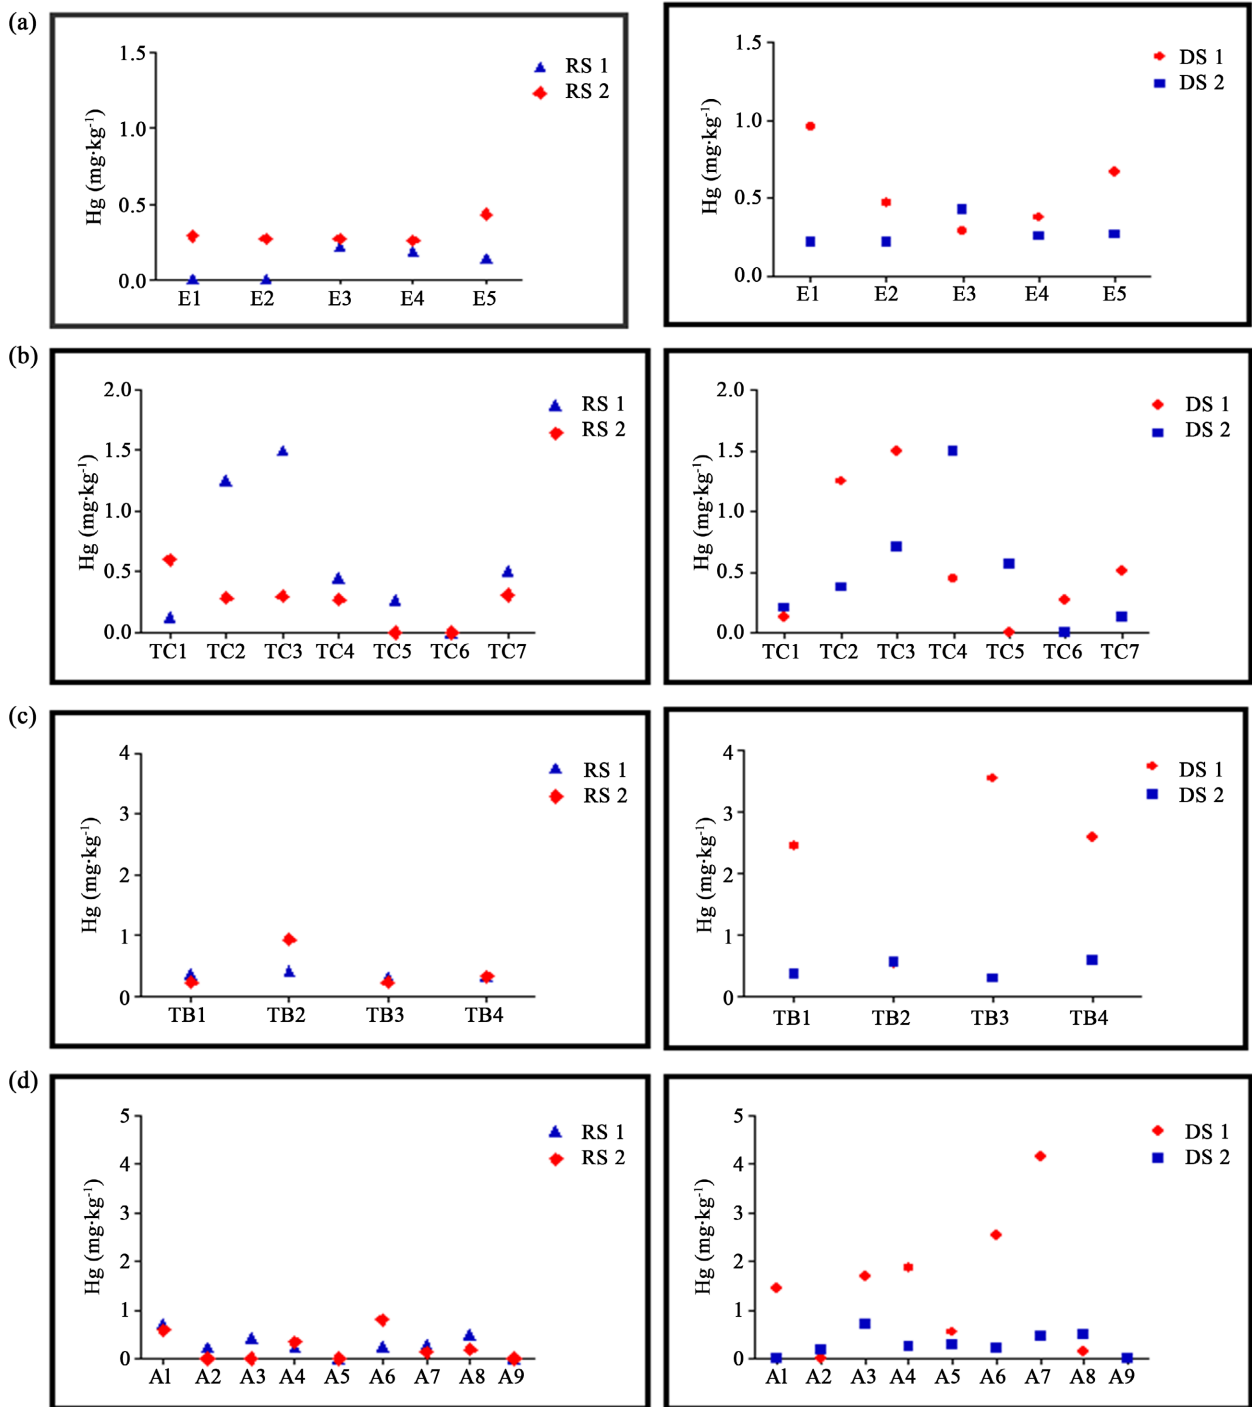 (a)
1.5
1.0
0.5
0.0
Hg (mg·kg⁻¹)
E1 E2 E3 E4 E5
RS 1
RS 2
1.5
1.0
0.5
0.0
Hg (mg·kg⁻¹)
E1 E2 E3 E4 E5
DS 1
DS 2
(b)
2.0
1.5
1.0
0.5
0.0
Hg (mg·kg⁻¹)
TC1 TC2 TC3 TC4 TC5 TC6 TC7
RS 1
RS 2
2.0
1.5
1.0
0.5
0.0
Hg (mg·kg⁻¹)
TC1 TC2 TC3 TC4 TC5 TC6 TC7
DS 1
DS 2
(c)
4
3
2
1
0
Hg (mg·kg⁻¹)
TB1 TB2 TB3 TB4
RS 1
RS 2
4
3
2
1
0
Hg (mg·kg⁻¹)
TB1 TB2 TB3 TB4
DS 1
DS 2
(d)
5
4
3
2
1
0
Hg (mg·kg⁻¹)
A1 A2 A3 A4 A5 A6 A7 A8 A9
RS 1
RS 2
5
4
3
2
1
0
Hg (mg·kg⁻¹)
A1 A2 A3 A4 A5 A6 A7 A8 A9
DS 1
DS 2